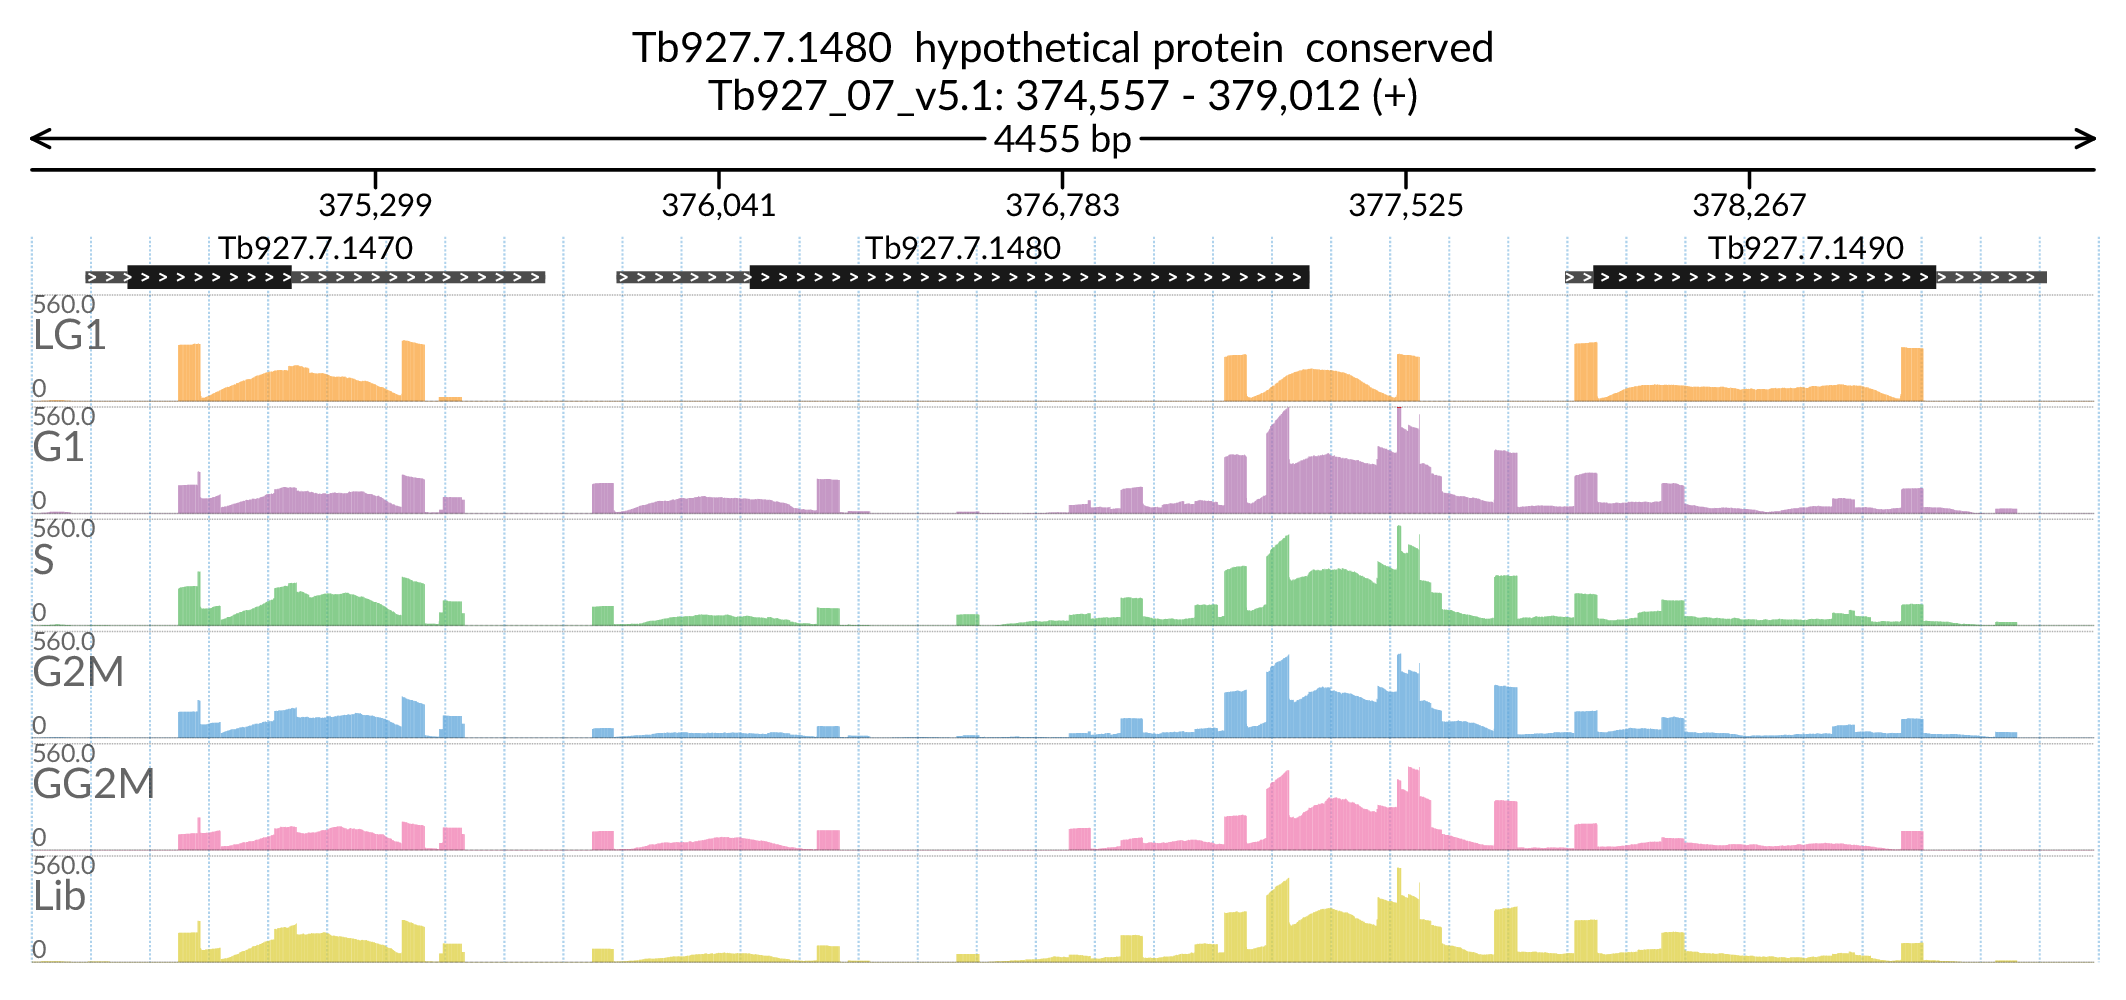 Tb927.7.1480 hypothetical protein conserved
Tb927_07_v5.1: 374,557 - 379,012 (+)
4455 bp
375,299 376,041 376,783 377,525 378,267
Tb927.7.1470 Tb927.7.1480 Tb927.7.1490
560.0
LG1
0
560.0
G1
0
560.0
S
0
560.0
G2M
0
560.0
GG2M
0
560.0
Lib
0